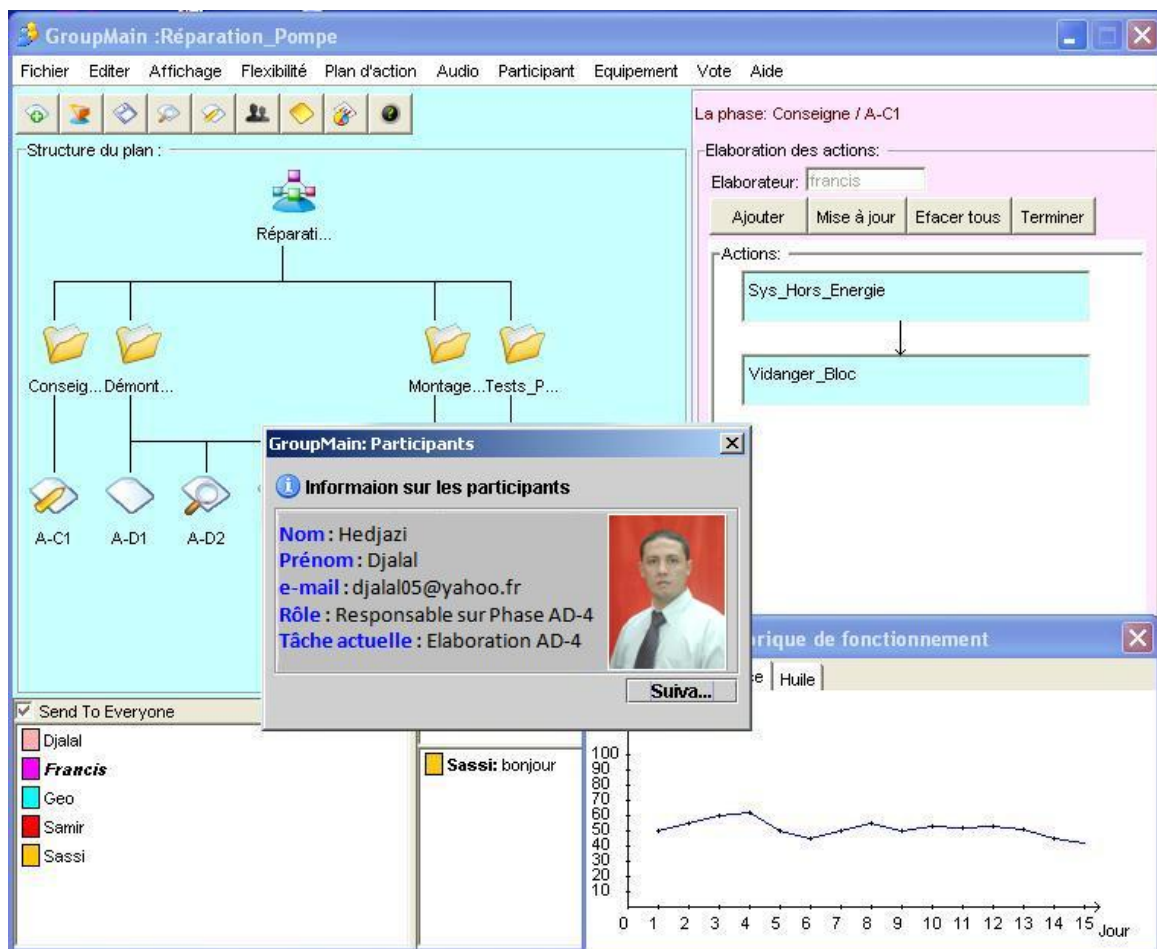 GroupMain :Réparation_Pompe
Fichier Editer Affichage Flexibilité Plan d'action Audio Participant Equipement Vote Aide
Structure du plan :
Réparati...
Conseig... Démont... Montage... Tests_P...
A-C1 A-D1 A-D2
La phase: Conseigne / A-C1
Elaboration des actions:
Elaborateur: francis
Ajouter Mise à jour Efacer tous Terminer
Actions:
Sys_Hors_Energie
Vidanger_Bloc
GroupMain: Participants
Informaion sur les participants
Nom : Hedjazi
Prénom : Djalal
e-mail : djalal05@yahoo.fr
Rôle : Responsable sur Phase AD-4
Tâche actuelle : Elaboration AD-4
Suiva...
Send To Everyone
Djalal
Francis
Geo
Samir
Sassi
Sassi: bonjour
de fonctionnement
Huile
100
90
80
70
60
50
40
30
20
10
0 1 2 3 4 5 6 7 8 9 10 11 12 13 14 15 Jour